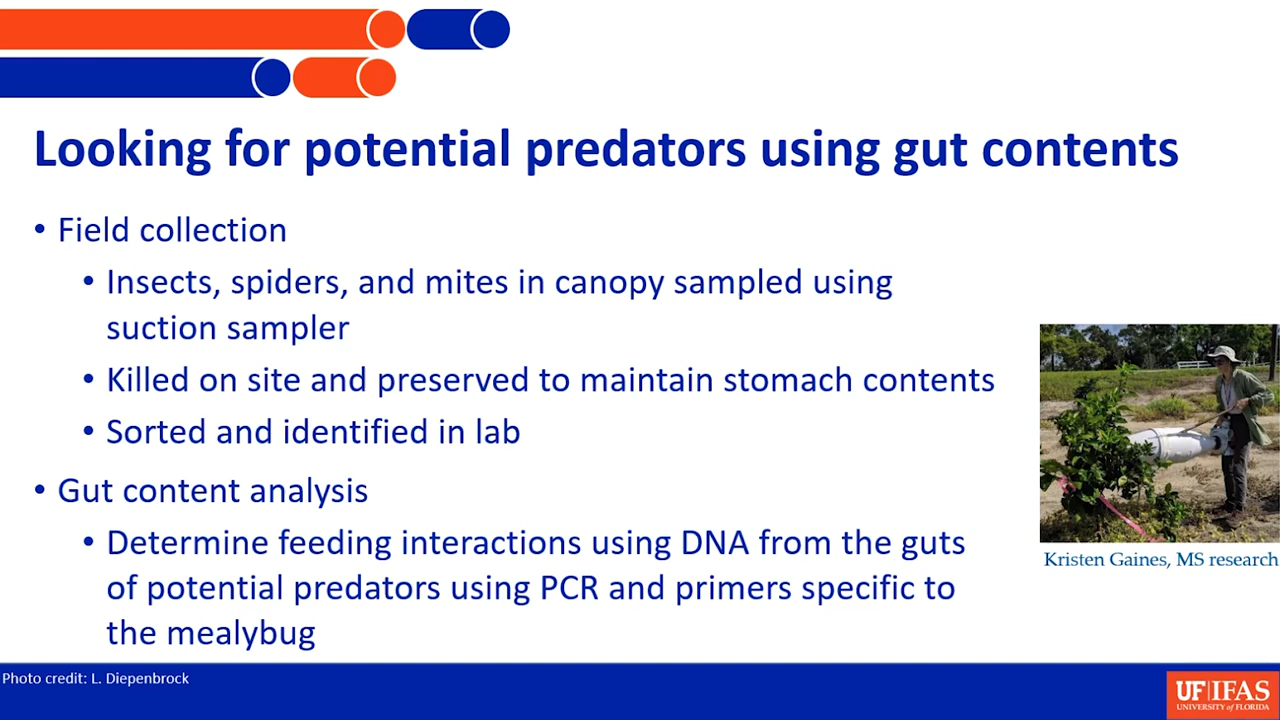 Looking for potential predators using gut contents
• Field collection
• Insects, spiders, and mites in canopy sampled using
suction sampler
• Killed on site and preserved to maintain stomach contents
• Sorted and identified in lab
• Gut content analysis
• Determine feeding interactions using DNA from the guts
of potential predators using PCR and primers specific to
the mealybug
Kristen Gaines, MS research
Photo credit: L. Diepenbrock
UF|IFAS
UNIVERSITY of FLORIDA